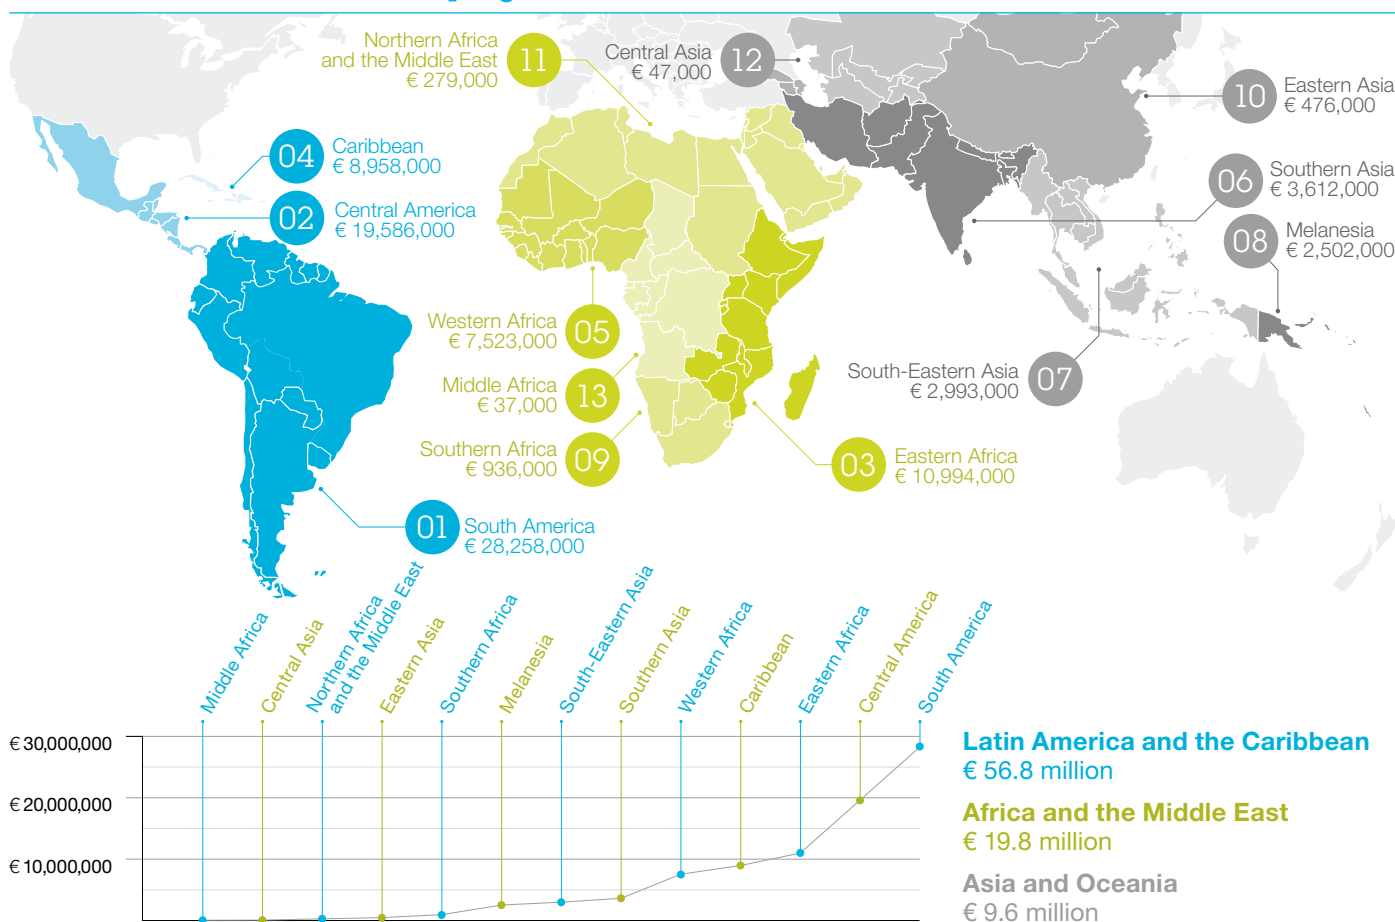 Northern Africa
and the Middle East
€ 279,000
11
Central Asia
€ 47,000
12
10
Eastern Asia
€ 476,000
04
Caribbean
€ 8,958,000
06
Southern Asia
€ 3,612,000
02
Central America
€ 19,586,000
08
Melanesia
€ 2,502,000
Western Africa
€ 7,523,000
05
Middle Africa
€ 37,000
13
South-Eastern Asia
€ 2,993,000
07
Southern Africa
€ 936,000
09
03
Eastern Africa
€ 10,994,000
01
South America
€ 28,258,000
Middle Africa
Central Asia
Northern Africa
and the Middle East
Eastern Asia
Southern Africa
Melanesia
South-Eastern Asia
Southern Asia
Western Africa
Caribbean
Eastern Africa
Central America
South America
€ 30,000,000
€ 20,000,000
€ 10,000,000
Latin America and the Caribbean
€ 56.8 million
Africa and the Middle East
€ 19.8 million
Asia and Oceania
€ 9.6 million